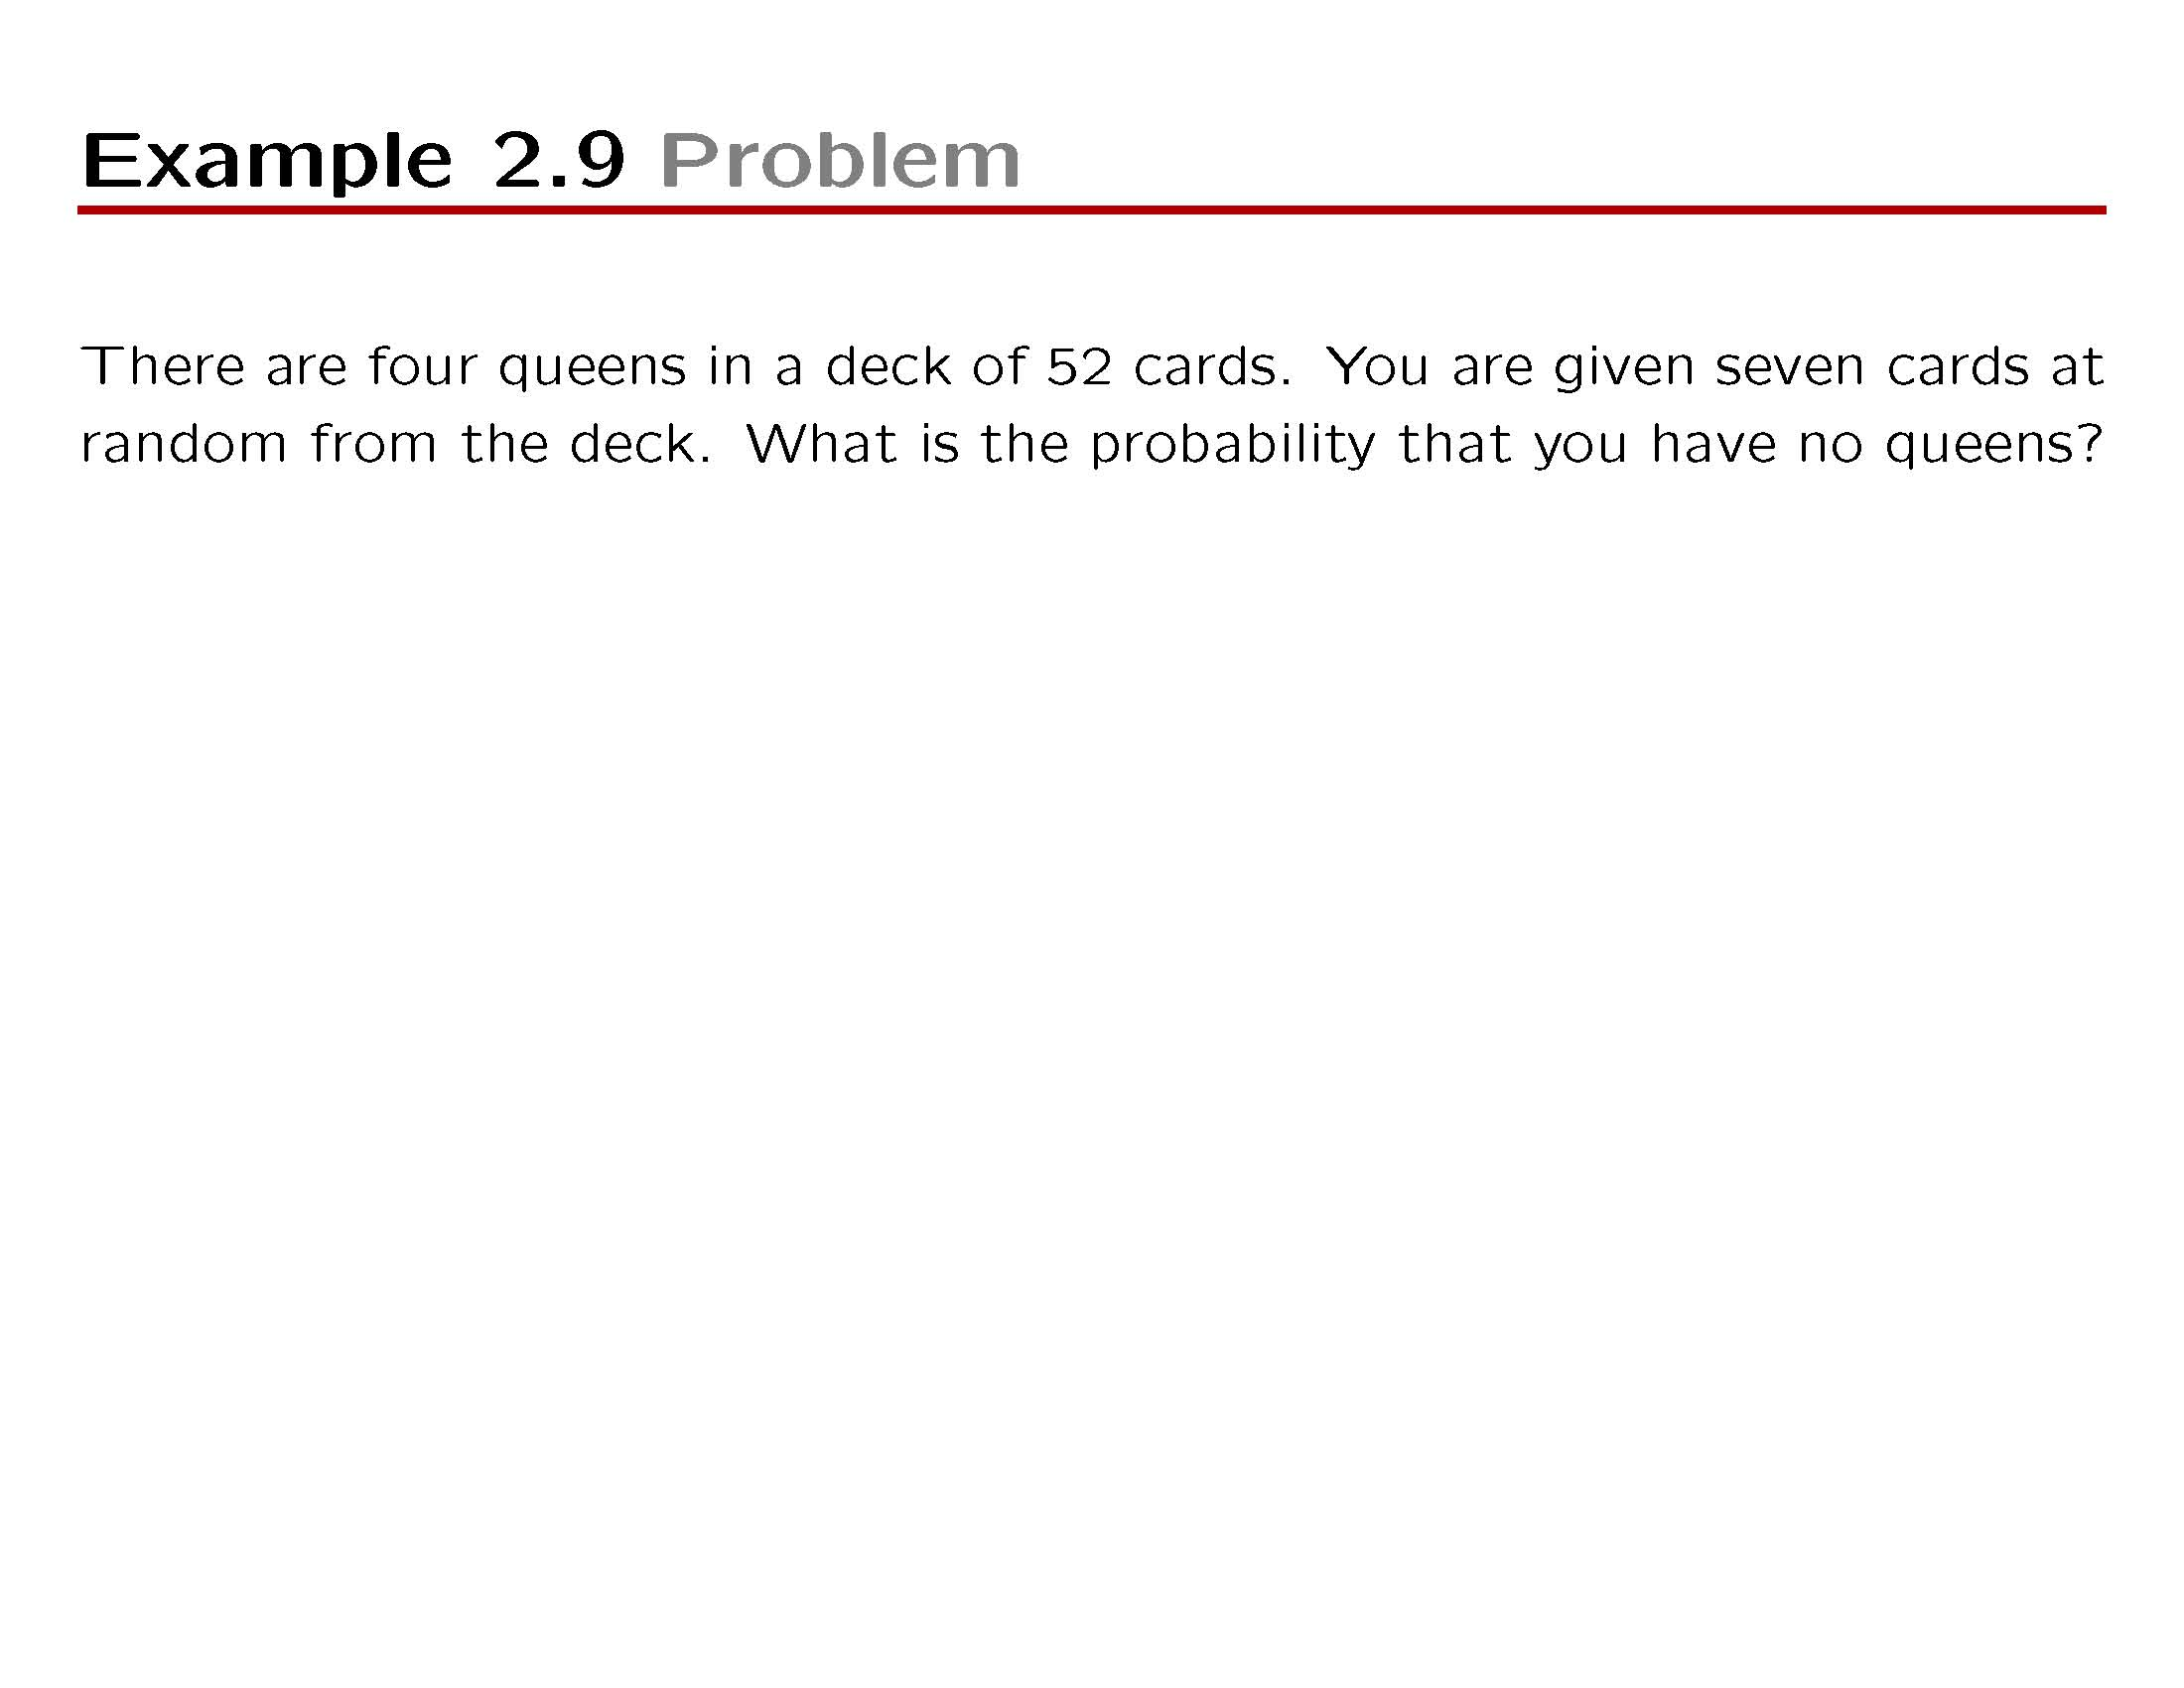 Example 2.9 Problem
There are four queens in a deck of 52 cards. You are given seven cards at
random from the deck. What is the probability that you have no queens?